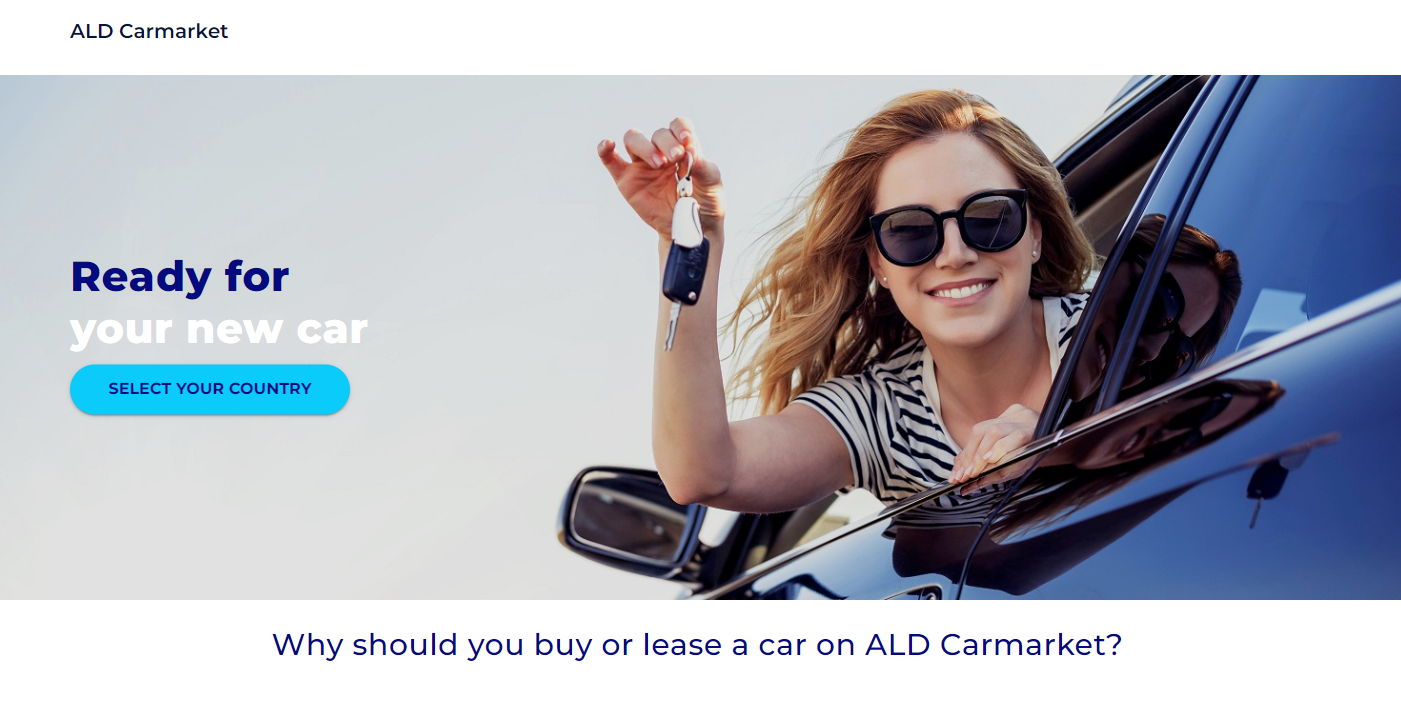 ALD Carmarket
Ready for
your new car
SELECT YOUR COUNTRY
Why should you buy or lease a car on ALD Carmarket?